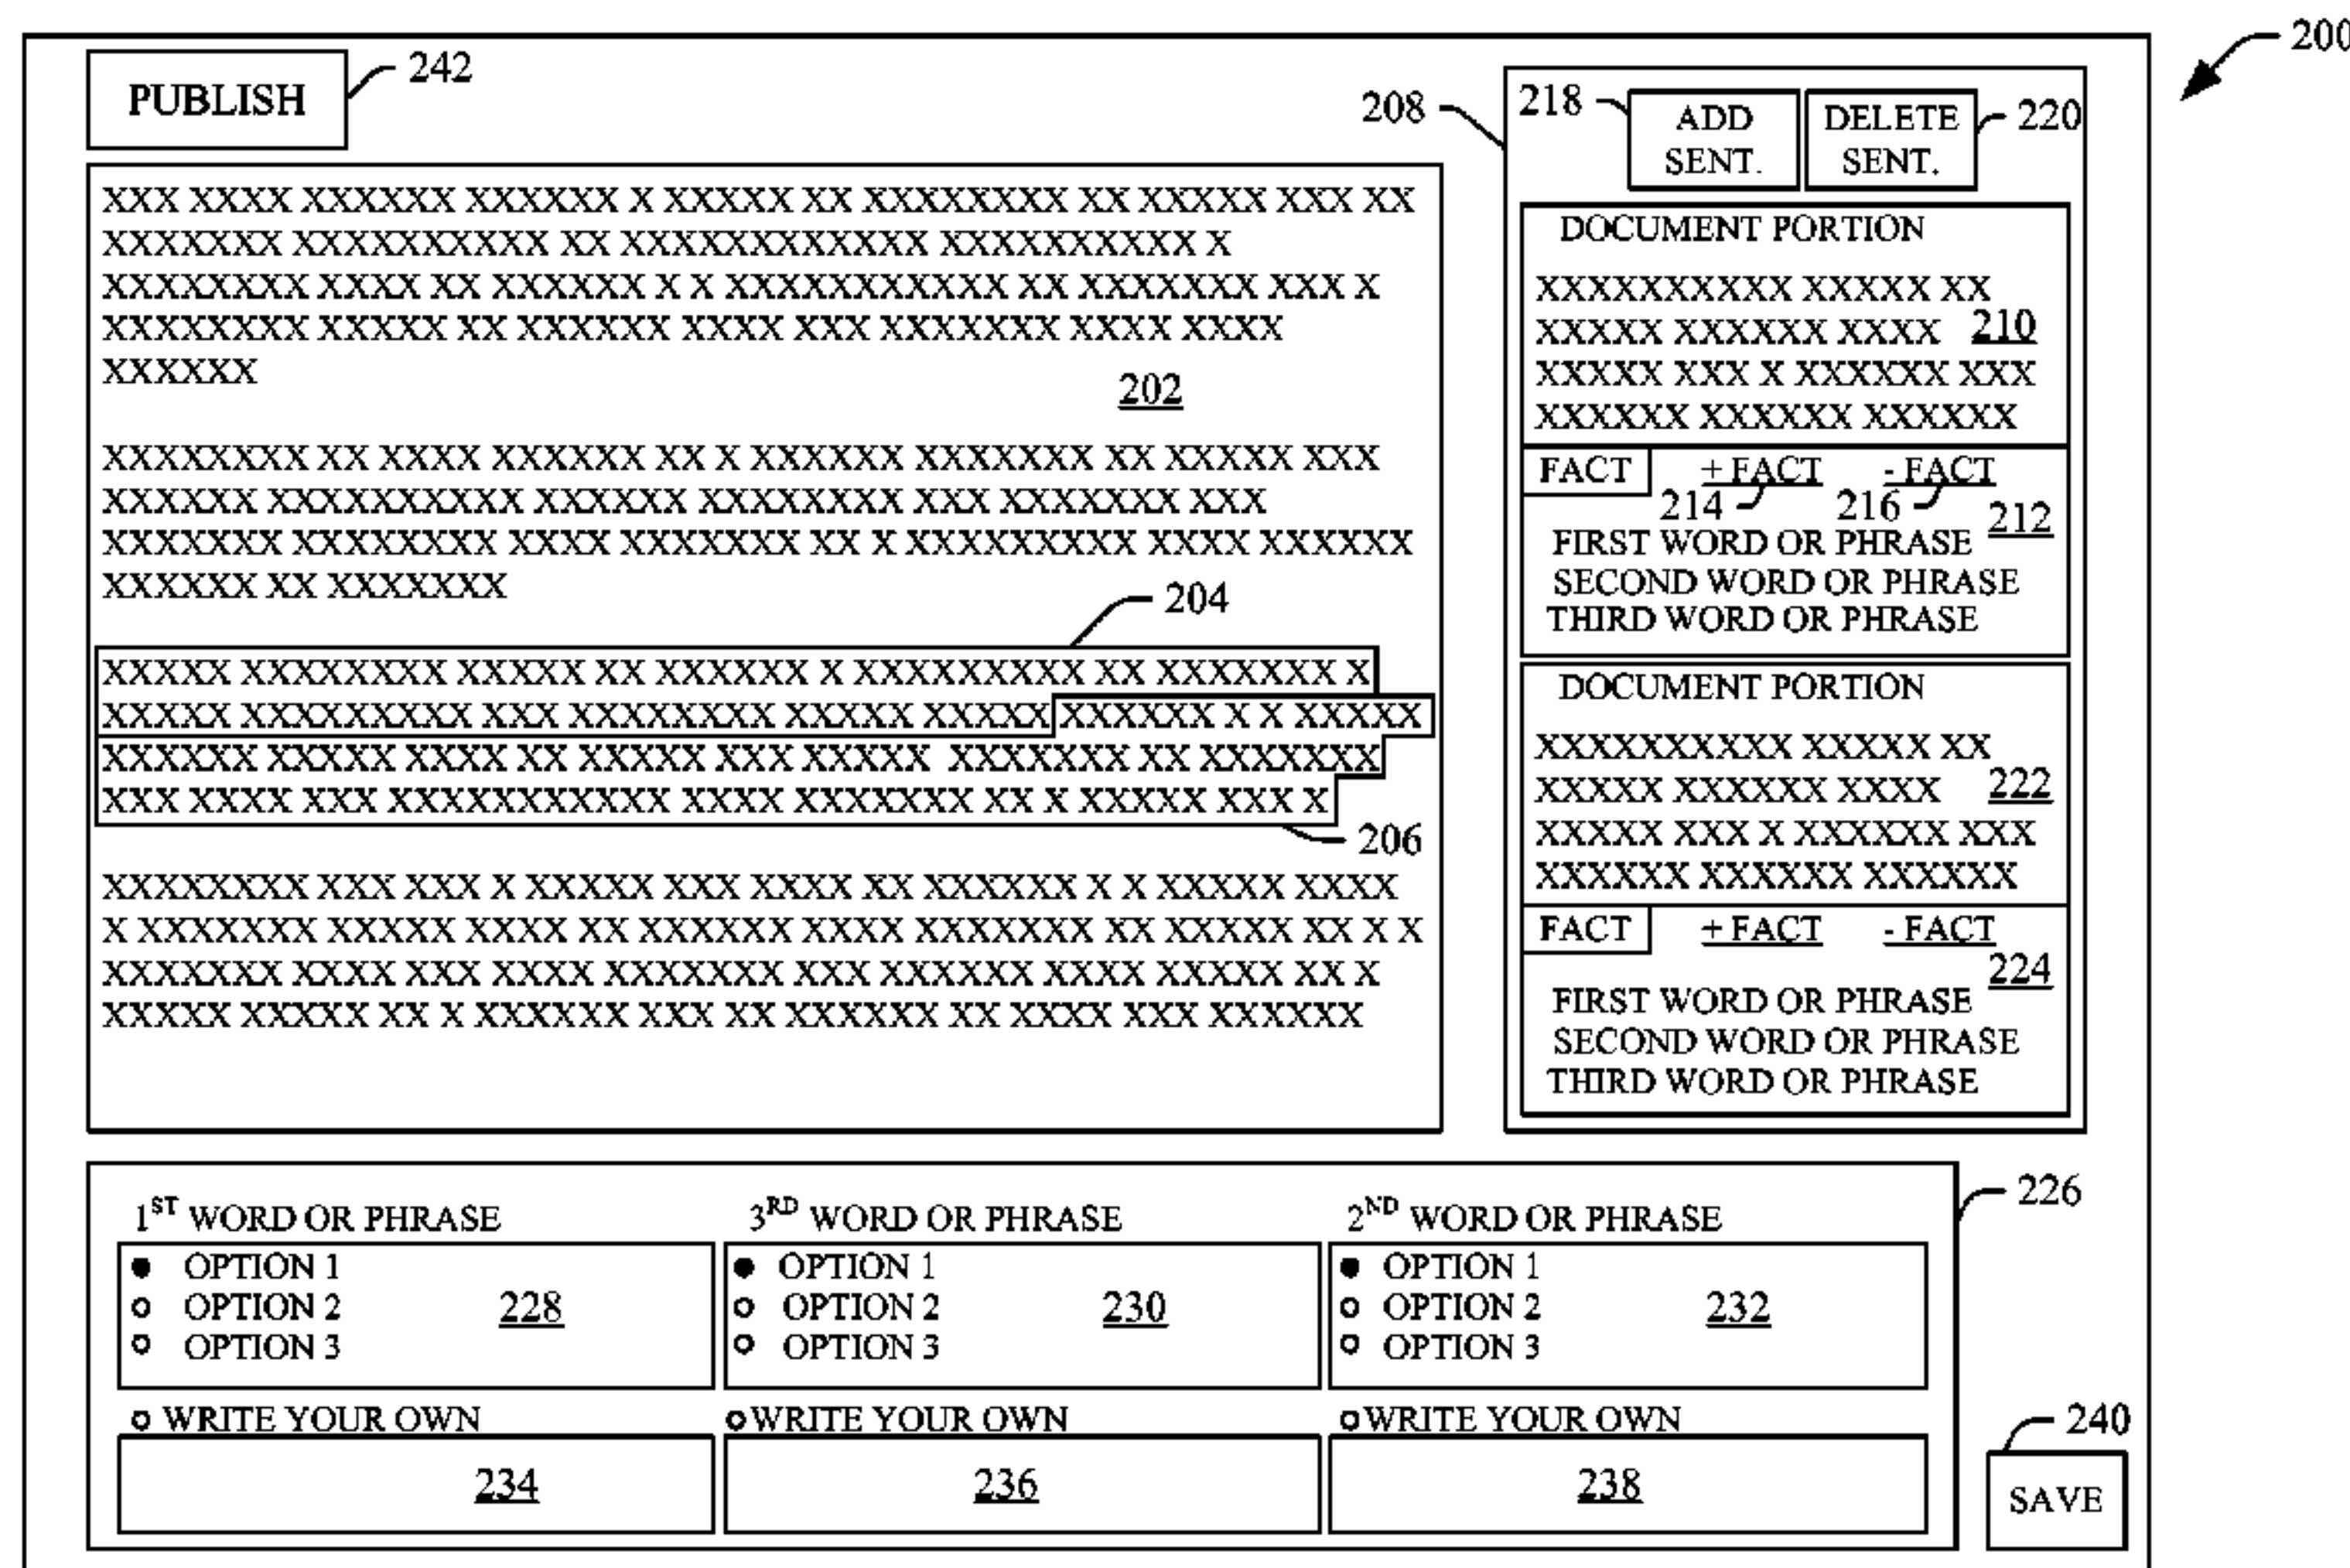 200
PUBLISH
242
XXX XXXX XXXXXX XXXXXX X XXXXX XX XXXXXXXX XX XXXXX XXX XX
XXXXXXX XXXXXXXXXX XX XXXXXXXXXXXX XXXXXXXXXX X
XXXXXXXX XXXX XX XXXXXX X X XXXXXXXXXXX XX XXXXXXX XXX X
XXXXXXXX XXXXX XX XXXXXX XXXX XXX XXXXXXX XXXX XXXX
XXXXXX
202
XXXXXXXX XX XXXX XXXXXX XX X XXXXXX XXXXXXX XX XXXXX XXX
XXXXXX XXXXXXXXXX XXXXXX XXXXXXXX XXX XXXXXXX XXX
XXXXXXX XXXXXXXX XXXX XXXXXXX XX X XXXXXXXXX XXXX XXXXXX
XXXXXX XX XXXXXXX
204
XXXXX XXXXXXXX XXXXX XX XXXXXX X XXXXXXXXX XX XXXXXXX X
XXXXX XXXXXXXXX XXX XXXXXXXX XXXXX XXXXX XXXXXX X X XXXXX
XXXXXX XXXXX XXXX XX XXXXX XXX XXXXX XXXXXXX XX XXXXXXX
XXX XXXX XXX XXXXXXXXXXX XXXX XXXXXXX XX X XXXXX XXX X
206
XXXXXXXX XXX XXX X XXXXX XXX XXXX XX XXXXXX X X XXXXX XXXX
X XXXXXXX XXXXX XXXX XX XXXXXX XXXX XXXXXXX XX XXXXX XX X X
XXXXXXX XXXX XXX XXXX XXXXXXX XXX XXXXXX XXXX XXXXX XX X
XXXXX XXXXX XX X XXXXXX XXX XX XXXXXX XX XXXX XXX XXXXXX
208
218
ADD
SENT.
DELETE
SENT.
220
DOCUMENT PORTION
XXXXXXXXXX XXXXX XX
XXXXX XXXXXX XXXX 210
XXXXX XXX X XXXXXX XXX
XXXXXX XXXXXX XXXXXX
FACT + FACT - FACT
214 216 212
FIRST WORD OR PHRASE
SECOND WORD OR PHRASE
THIRD WORD OR PHRASE
DOCUMENT PORTION
XXXXXXXXXX XXXXX XX
XXXXX XXXXXX XXXX 222
XXXXX XXX X XXXXXX XXX
XXXXXX XXXXXX XXXXXX
FACT + FACT - FACT
224
FIRST WORD OR PHRASE
SECOND WORD OR PHRASE
THIRD WORD OR PHRASE
226
1ST WORD OR PHRASE
OPTION 1
OPTION 2 228
OPTION 3
WRITE YOUR OWN
234
3RD WORD OR PHRASE
OPTION 1
OPTION 2 230
OPTION 3
WRITE YOUR OWN
236
2ND WORD OR PHRASE
OPTION 1
OPTION 2 232
OPTION 3
WRITE YOUR OWN
238
240
SAVE